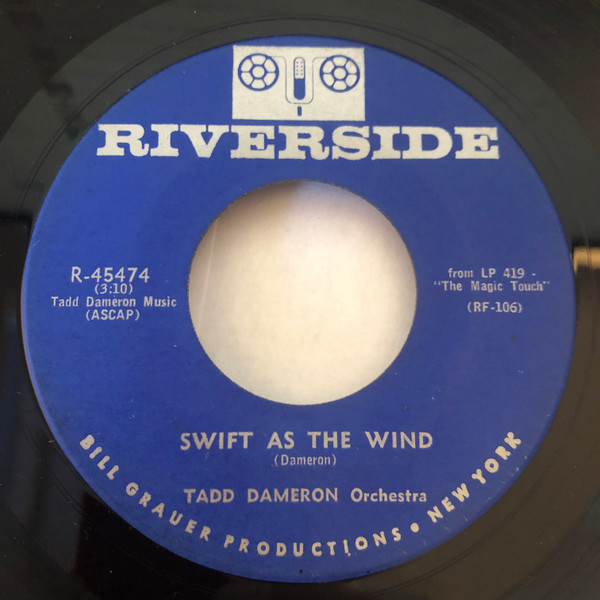 RIVERSIDE
R-45474
(3:10)
Tadd Dameron Music
(ASCAP)
from LP 419 -
"The Magic Touch"
(RF-106)
SWIFT AS THE WIND
(Dameron)
TADD DAMERON Orchestra
BILL GRAUER PRODUCTIONS • NEW YORK